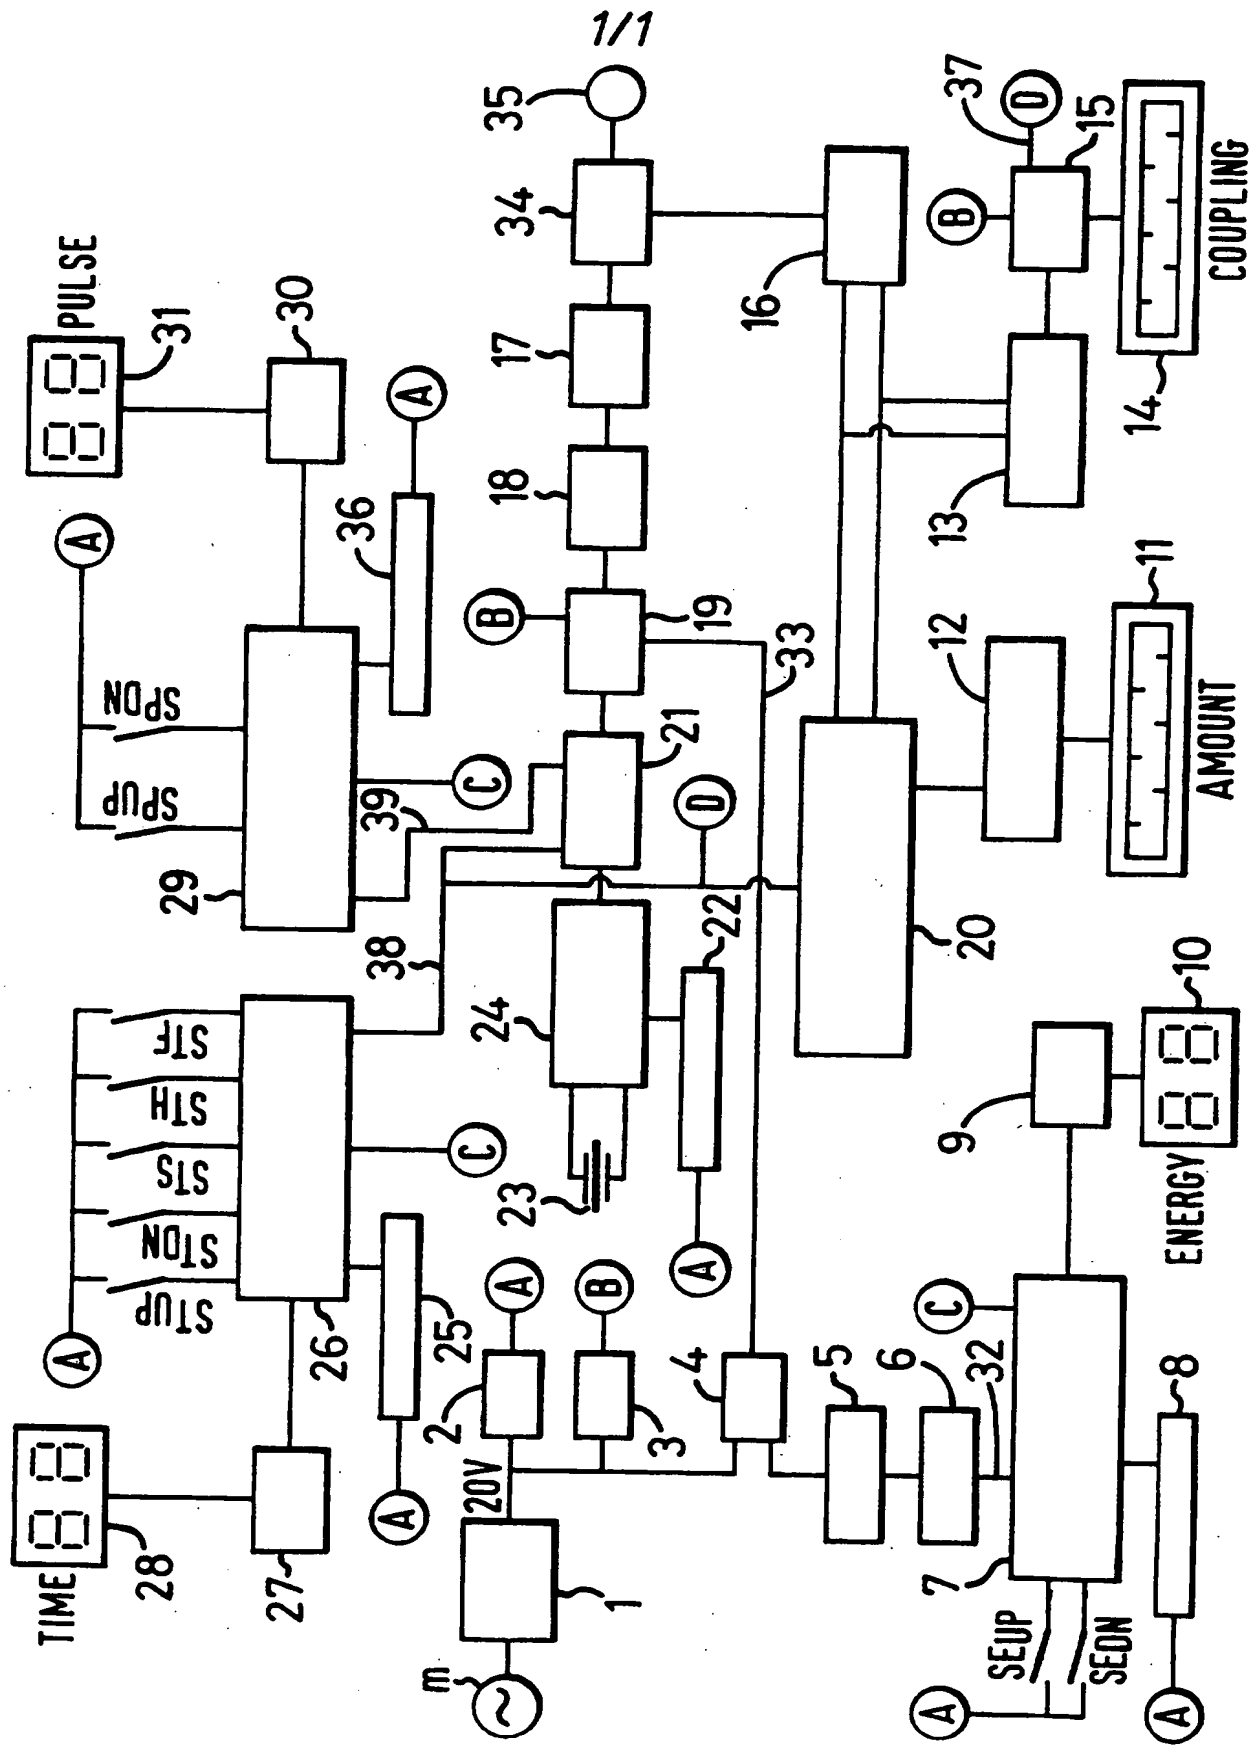 1/1
TIME
28
27
A
STUP
STDN
STS
STH
STF
26
25
A
C
38
A
SPUP
SPDN
29
C
39
36
A
30
31
PULSE
m
1
20V
2
A
3
B
4
23
24
22
A
21
D
B
19
18
17
34
35
33
5
6
32
7
C
SEUP
SEDN
A
8
A
9
10
ENERGY
20
12
11
AMOUNT
16
13
B
15
37
D
14
COUPLING